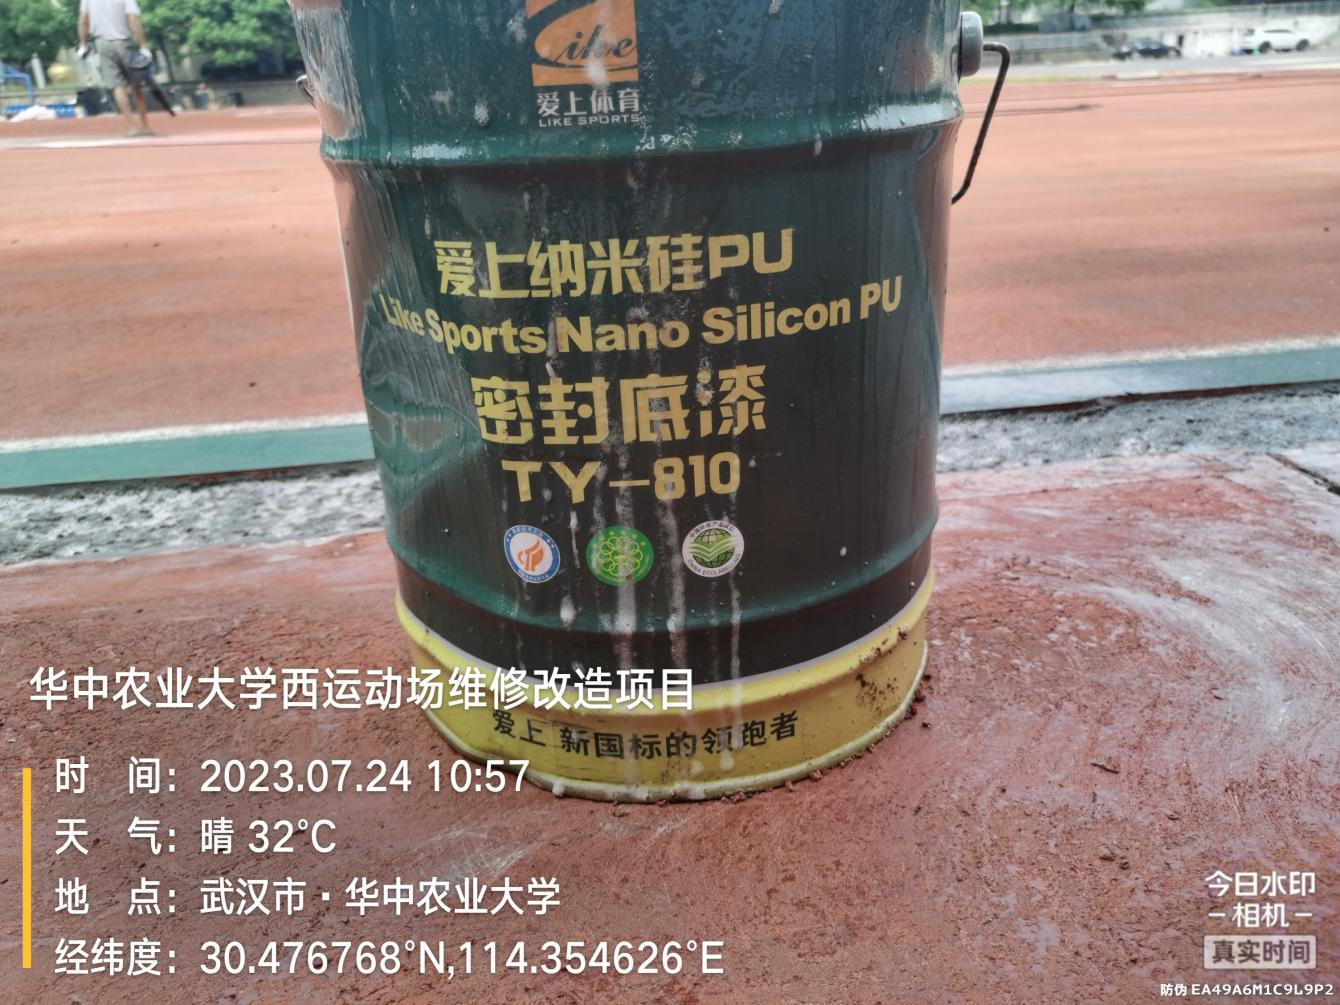 Like
爱上体育
LIKE SPORTS
爱上纳米硅PU
Like Sports Nano Silicon PU
密封底漆
TY-810
CHINA ECOLABELLING
爱上 新国标的领跑者
华中农业大学西运动场维修改造项目
时 间：2023.07.24 10:57
天 气：晴 32℃
地 点：武汉市·华中农业大学
经纬度：30.476768°N,114.354626°E
今日水印
-相机-
真实时间
防伪 EA49A6M1C9L9P2